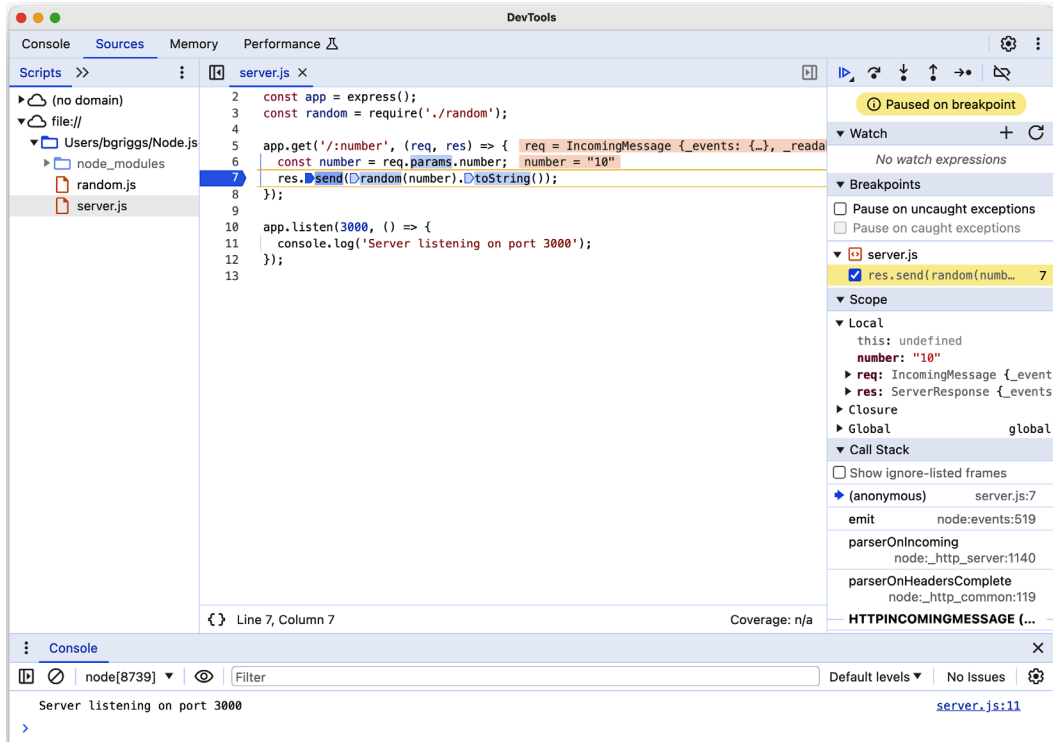 DevTools
Console Sources Memory Performance
Scripts
server.js ×
(no domain)
file://
Users/bgriggs/Node.js
node_modules
random.js
server.js
2 const app = express();
3 const random = require('./random');
4
5 app.get('/:number', (req, res) => { req = IncomingMessage {_events: {…}, _reada
6 const number = req.params.number; number = "10"
7 res.send(random(number).toString());
8 });
9
10 app.listen(3000, () => {
11 console.log('Server listening on port 3000');
12 });
13
{} Line 7, Column 7 Coverage: n/a
Paused on breakpoint
Watch
No watch expressions
Breakpoints
Pause on uncaught exceptions
Pause on caught exceptions
server.js
res.send(random(numb… 7
Scope
Local
this: undefined
number: "10"
req: IncomingMessage {_event
res: ServerResponse {_events
Closure
Global global
Call Stack
Show ignore-listed frames
(anonymous) server.js:7
emit node:events:519
parserOnIncoming
node:_http_server:1140
parserOnHeadersComplete
node:_http_common:119
HTTPINCOMINGMESSAGE (...
Console
node[8739] Filter Default levels No Issues
Server listening on port 3000 server.js:11
>